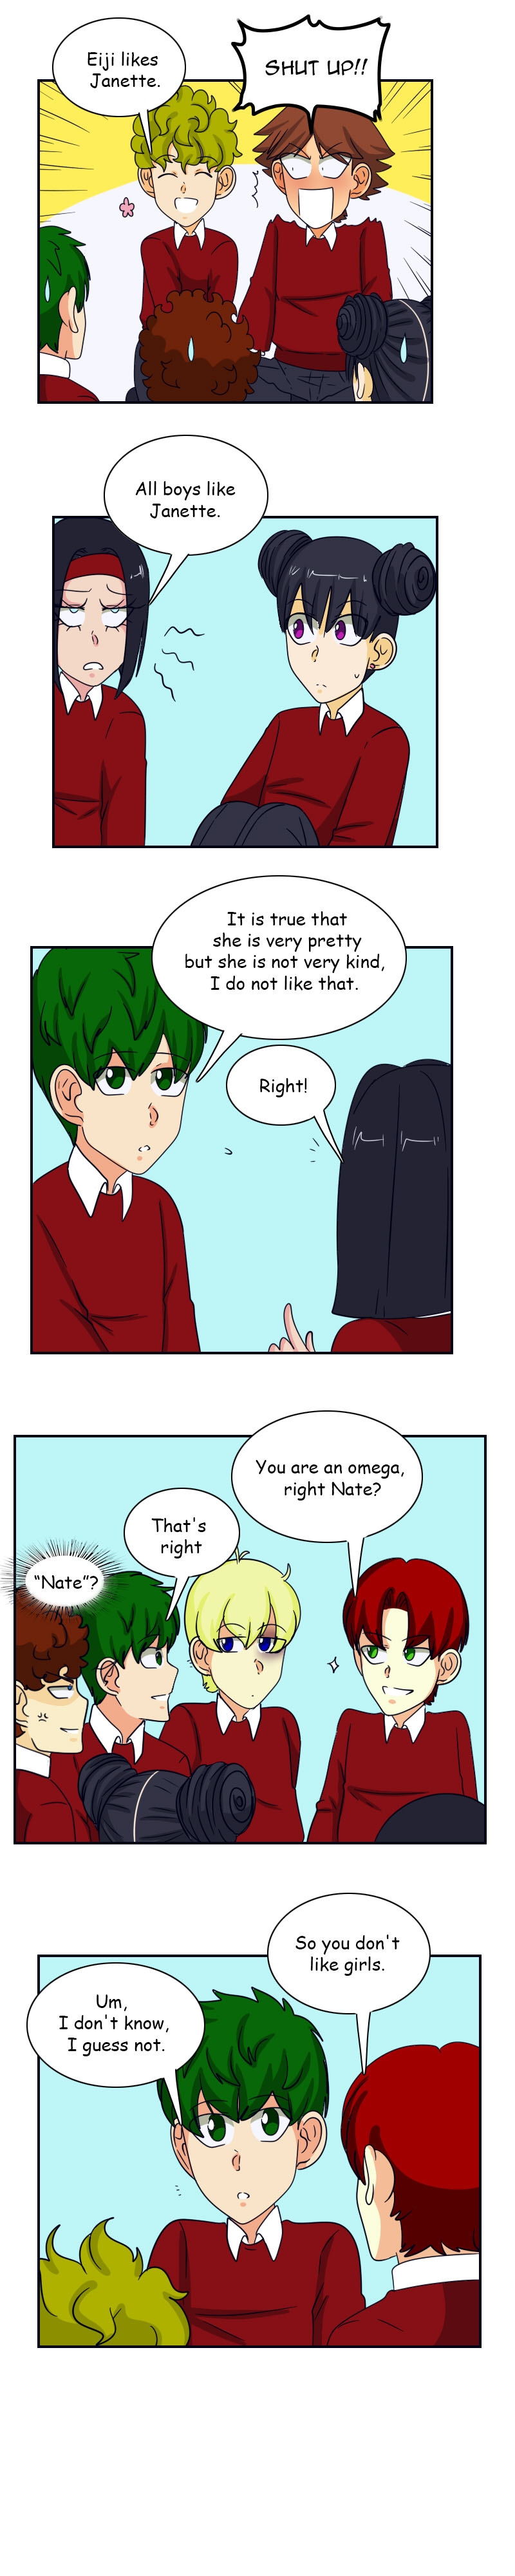 Eiji likes
Janette.
SHUT UP!!
All boys like
Janette.
It is true that
she is very pretty
but she is not very kind,
I do not like that.
Right!
You are an omega,
right Nate?
That's
right
“Nate”?
So you don't
like girls.
Um,
I don't know,
I guess not.